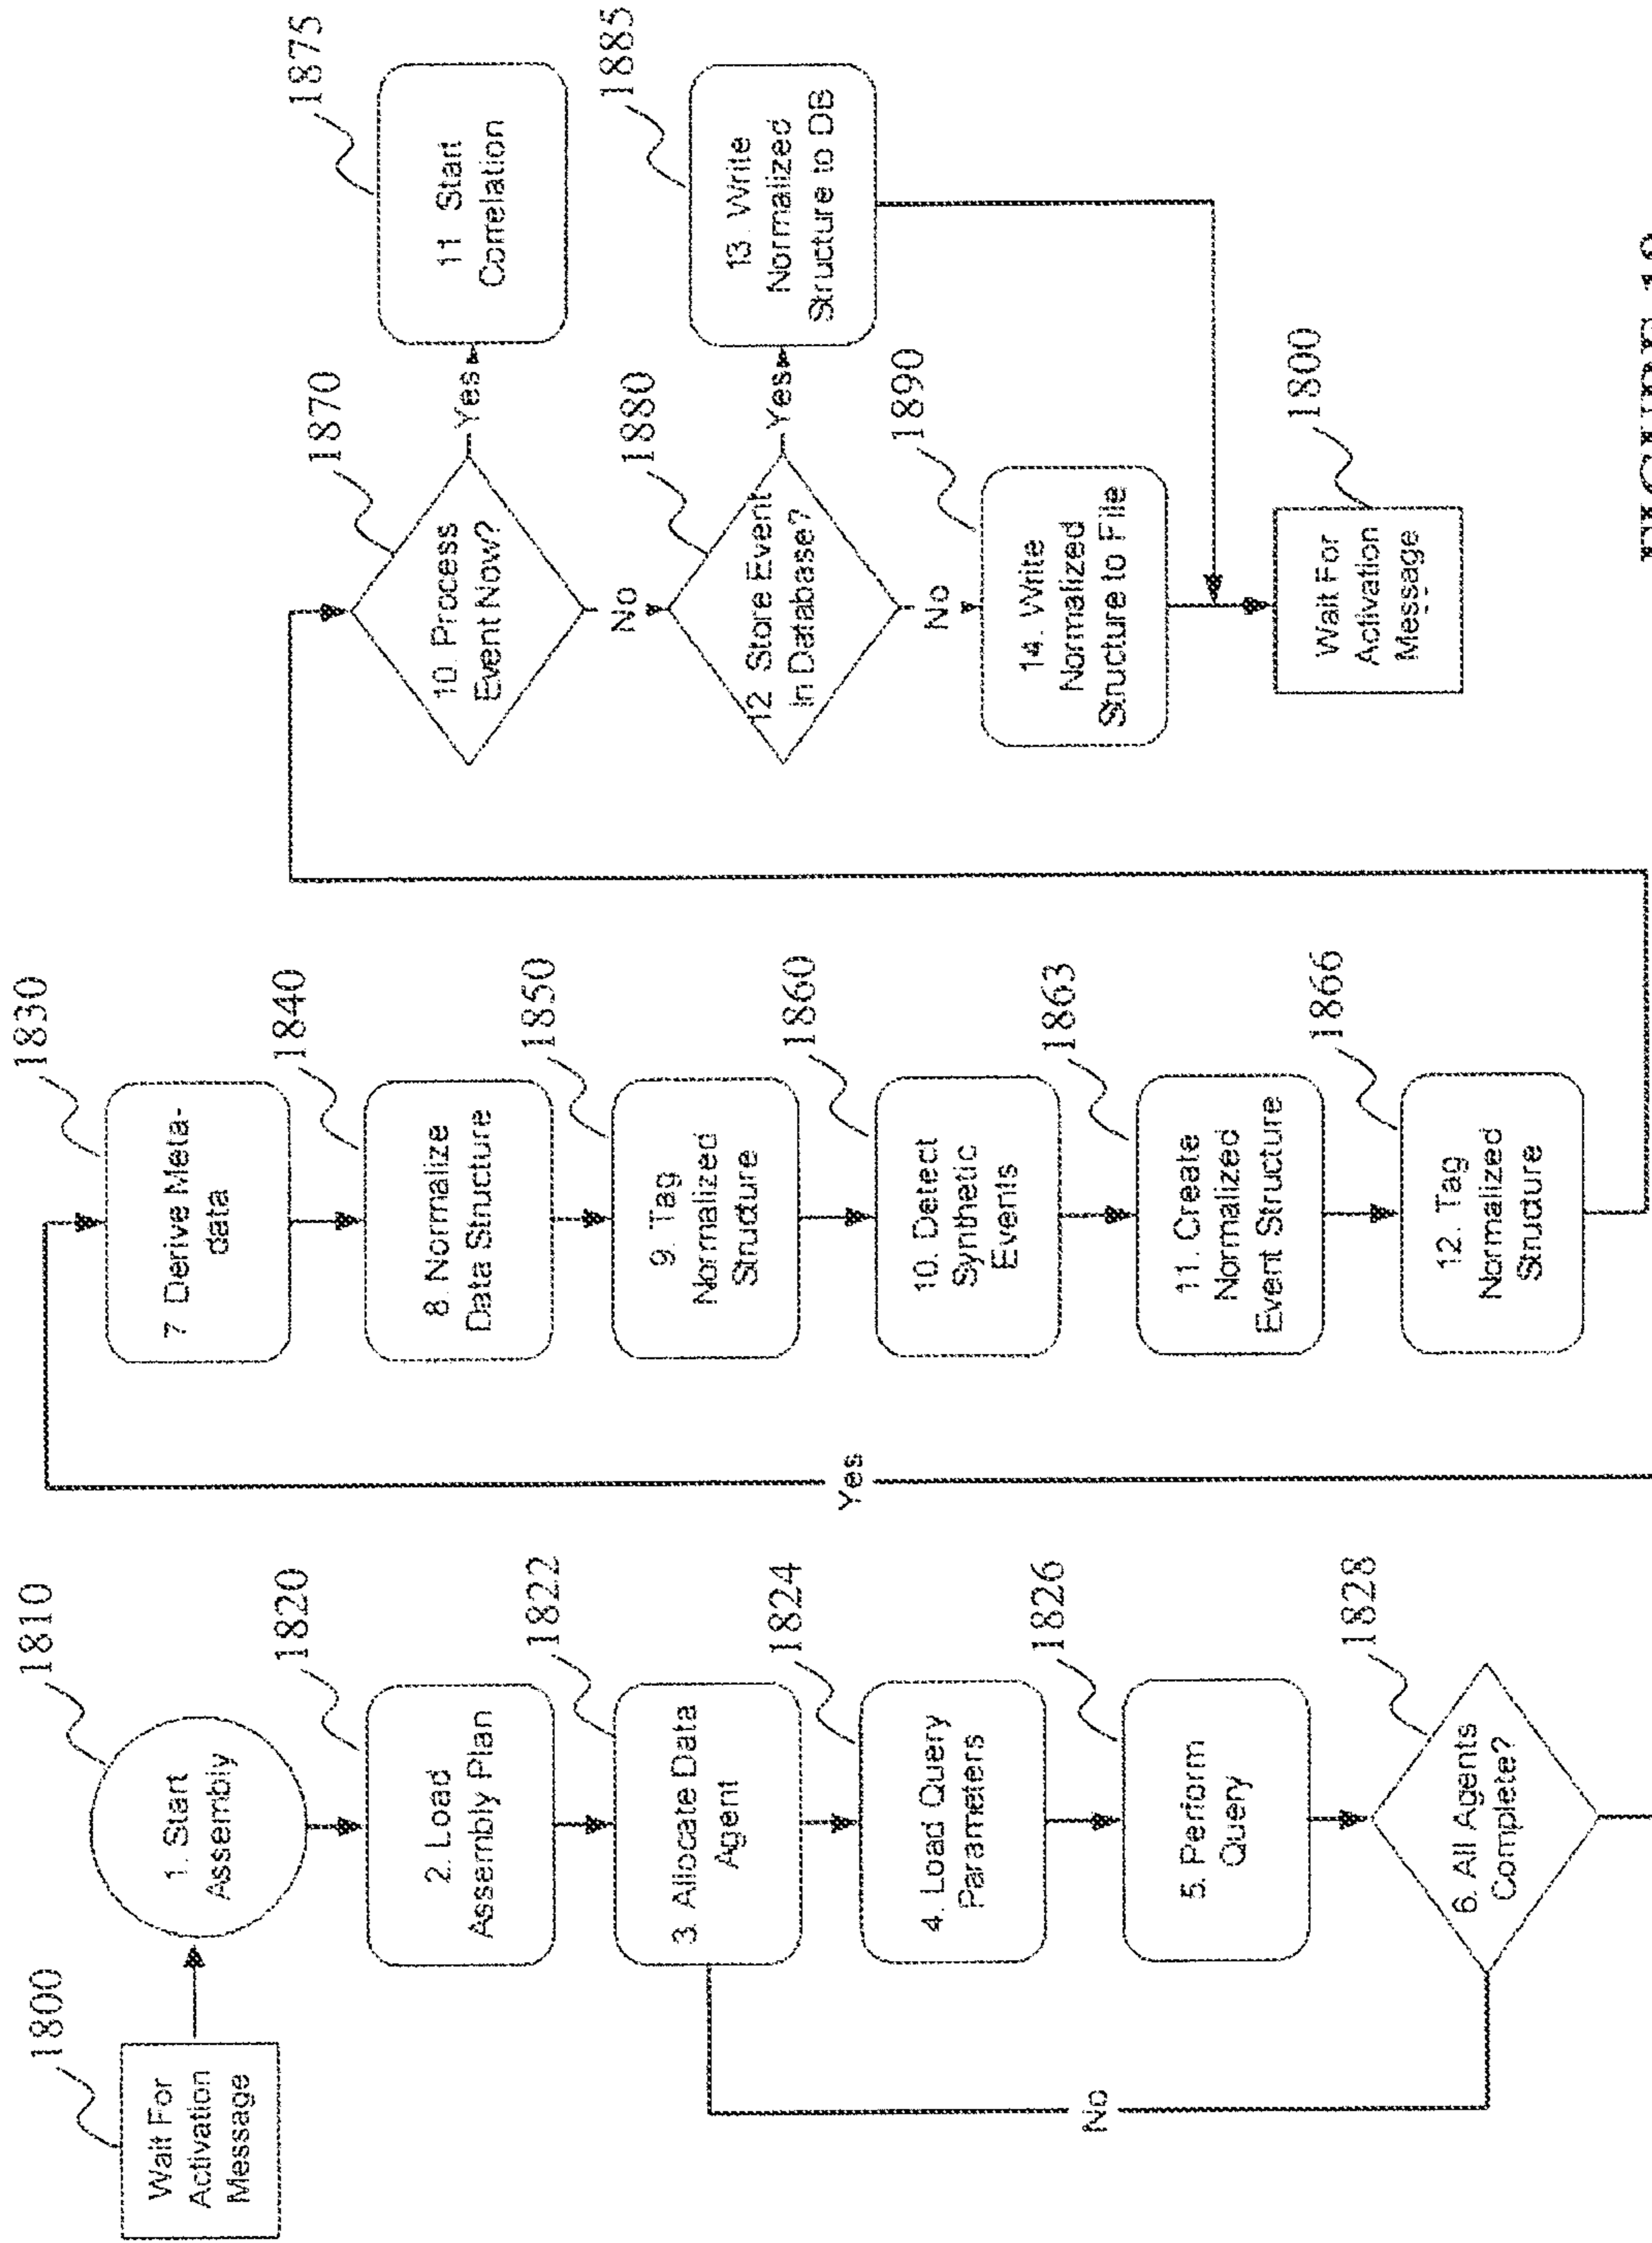 1800
Wait For
Activation
Message
1810
1. Start
Assembly
1820
2. Load
Assembly Plan
1822
3. Allocate Data
Agent
1824
4. Load Query
Parameters
1826
5. Perform
Query
1828
6. All Agents
Complete?
No
Yes
1830
7 Derive Meta-
data
1840
8. Normalize
Data Structure
1850
9. Tag
Normalized
Structure
1860
10. Detect
Synthetic
Events
1863
11. Create
Normalized
Event Structure
1866
12. Tag
Normalized
Structure
1870
10. Process
Event Now?
Yes
1875
11 Start
Correlation
No
1880
12 Store Event
In Database?
Yes
1885
13. Write
Normalized
Structure to DB
No
1890
14. Write
Normalized
Structure to File
1800
Wait For
Activation
Message